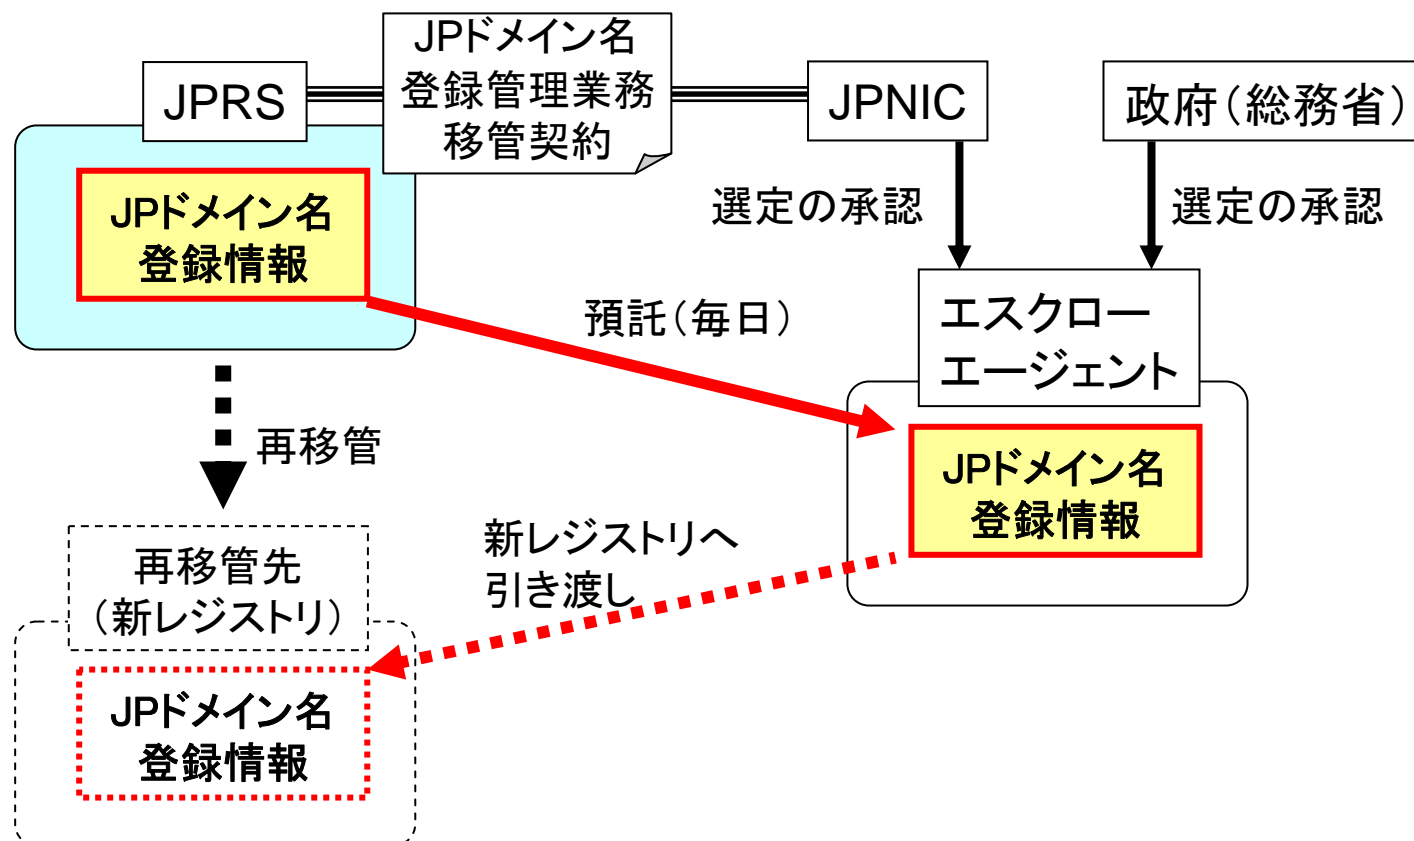 JPRS
JPドメイン名
登録管理業務
移管契約
JPNIC
政府（総務省）
選定の承認
選定の承認
JPドメイン名
登録情報
預託（毎日）
エスクロー
エージェント
JPドメイン名
登録情報
再移管
新レジストリへ
引き渡し
再移管先
（新レジストリ）
JPドメイン名
登録情報